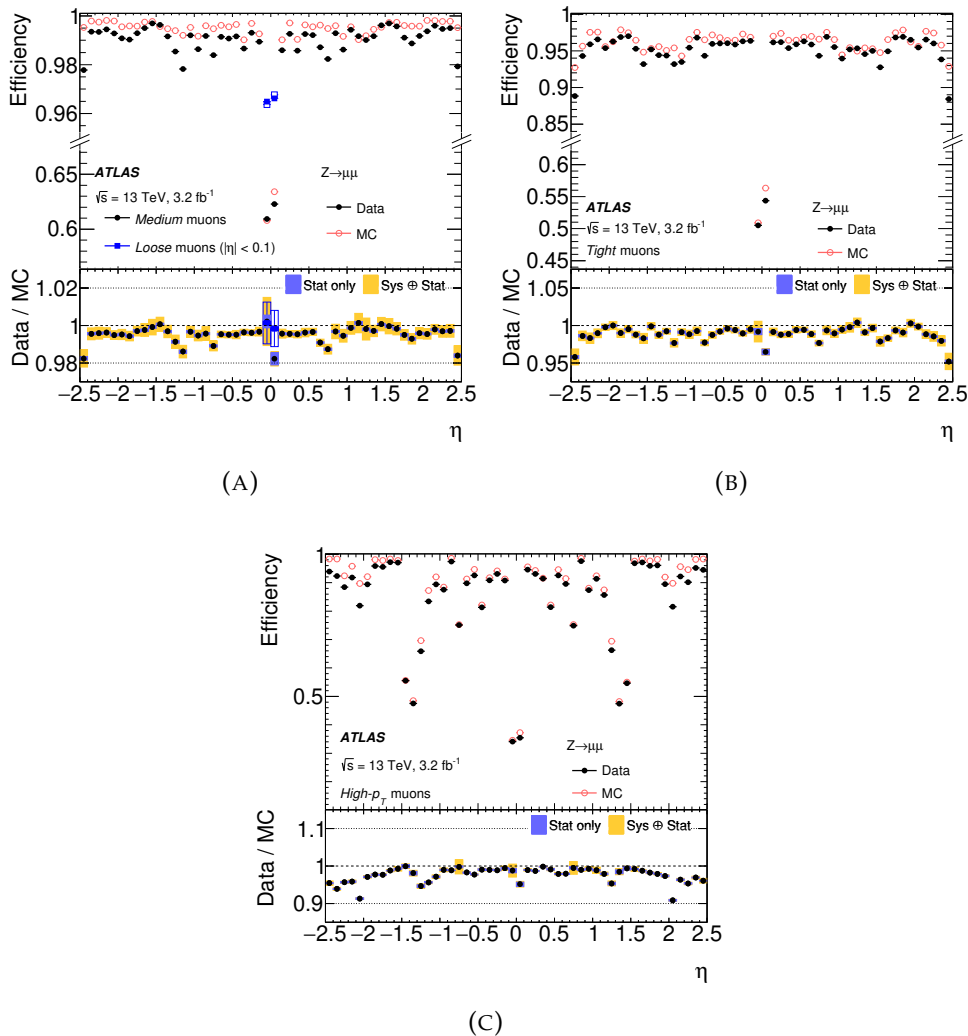 Efficiency
1
0.98
0.96
0.65
0.6
ATLAS
√s = 13 TeV, 3.2 fb-1
Medium muons
Loose muons (|η| < 0.1)
Z→μμ
Data
MC
Data / MC
1.02
1
0.98
Stat only
Sys ⊕ Stat
−2.5 −2 −1.5 −1 −0.5 0 0.5 1 1.5 2 2.5
η
(A)
Efficiency
1
0.95
0.9
0.85
0.6
0.55
0.5
0.45
ATLAS
√s = 13 TeV, 3.2 fb-1
Tight muons
Z→μμ
Data
MC
Data / MC
1.05
1
0.95
Stat only
Sys ⊕ Stat
−2.5 −2 −1.5 −1 −0.5 0 0.5 1 1.5 2 2.5
η
(B)
Efficiency
1
0.5
ATLAS
√s = 13 TeV, 3.2 fb-1
High-pT muons
Z→μμ
Data
MC
Data / MC
1.1
1
0.9
Stat only
Sys ⊕ Stat
−2.5 −2 −1.5 −1 −0.5 0 0.5 1 1.5 2 2.5
η
(C)